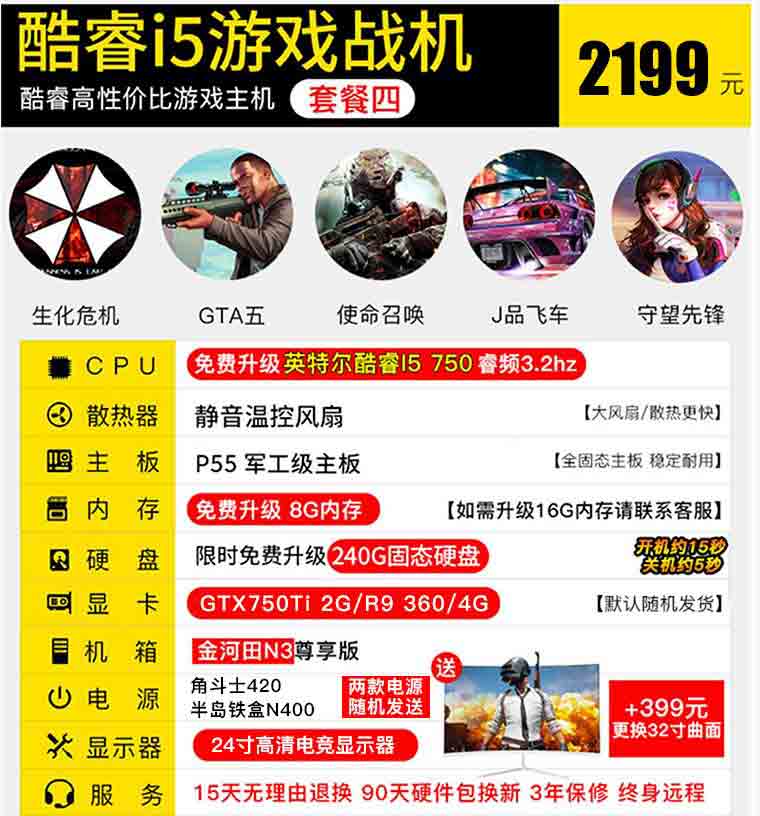 酷睿i5游戏战机
2199元
酷睿高性价比游戏主机 套餐四
生化危机 GTA五 使命召唤 J品飞车 守望先锋
CPU 免费升级 英特尔酷睿I5 750 睿频3.2hz
散热器 静音温控风扇 【大风扇/散热更快】
主板 P55 军工级主板 【全固态主板 稳定耐用】
内存 免费升级 8G内存 【如需升级16G内存请联系客服】
硬盘 限时免费升级 240G固态硬盘 开机约15秒
关机约5秒
显卡 GTX750Ti 2G/R9 360/4G 【默认随机发货】
机箱 金河田N3尊享版
送
电源 角斗士420 两款电源
半岛铁盒N400 随机发送
+399元
更换32寸曲面
显示器 24寸高清电竞显示器
服务 15天无理由退换 90天硬件包换新 3年保修 终身远程